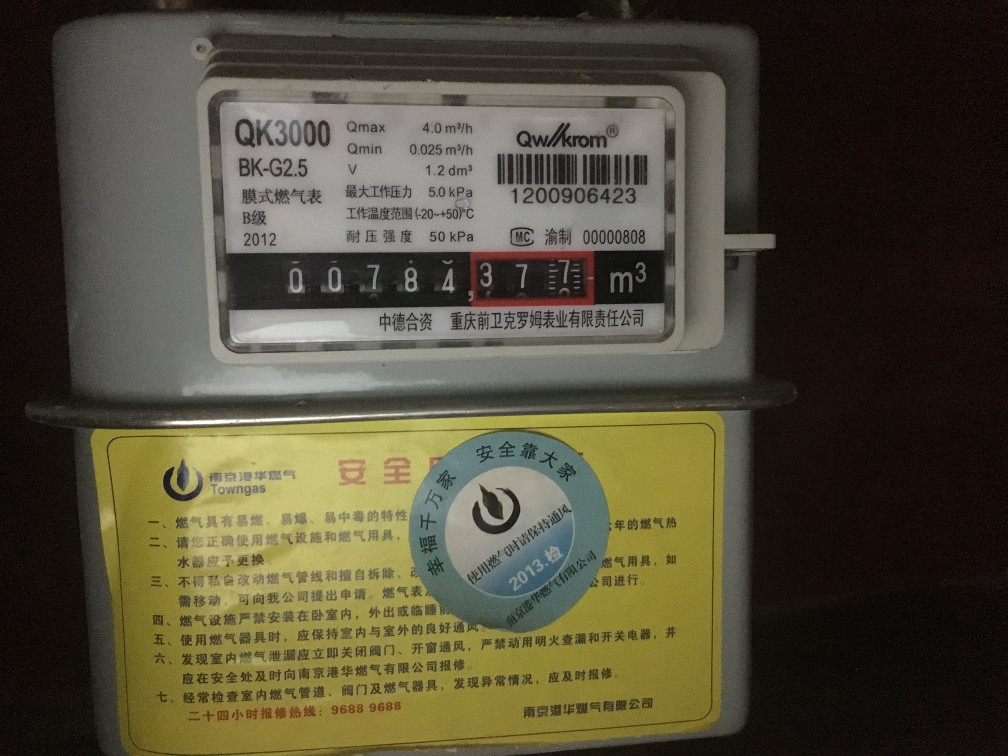 QK3000
BK-G2.5
膜式燃气表
B级
2012
Qmax 4.0 m³/h
Qmin 0.025 m³/h
V 1.2 dm³
最大工作压力 5.0 kPa
工作温度范围(-20~+50)℃
耐压强度 50 kPa
Qw//krom®
1200906423
MC 渝制 00000808
00784,377 m³
中德合资 重庆前卫克罗姆表业有限责任公司
南京港华燃气
Towngas
安全
幸福千万家 安全靠大家
使用燃气时请保持通风
2013.检
南京港华燃气有限公司
一、燃气具有易燃、易爆、易中毒的特性
二、请您正确使用燃气设施和燃气用具，年的燃气热
水器应予更换。
三、不得私自改动燃气管线和擅自拆除、燃气用具，如
需移动，可向我公司提出申请。燃气表公司进行。
四、燃气设施严禁安装在卧室内，外出或临睡前
五、使用燃气器具时，应保持室内与室外的良好通风。
六、发现室内燃气泄漏应立即关闭阀门、开窗通风，严禁动用明火查漏和开关电器，并
应在安全处及时向南京港华燃气有限公司报修。
七、经常检查室内燃气管道、阀门及燃气器具，发现异常情况，应及时报修。
二十四小时报修热线：9688 9688
南京港华燃气有限公司